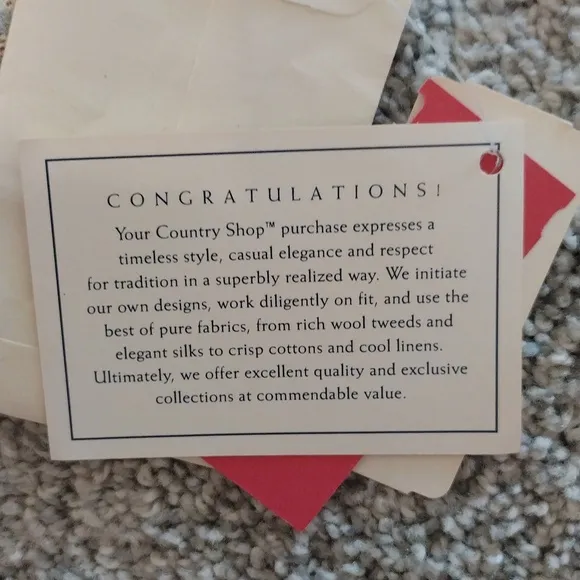 CONGRATULATIONS!
Your Country Shop™ purchase expresses a
timeless style, casual elegance and respect
for tradition in a superbly realized way. We initiate
our own designs, work diligently on fit, and use the
best of pure fabrics, from rich wool tweeds and
elegant silks to crisp cottons and cool linens.
Ultimately, we offer excellent quality and exclusive
collections at commendable value.